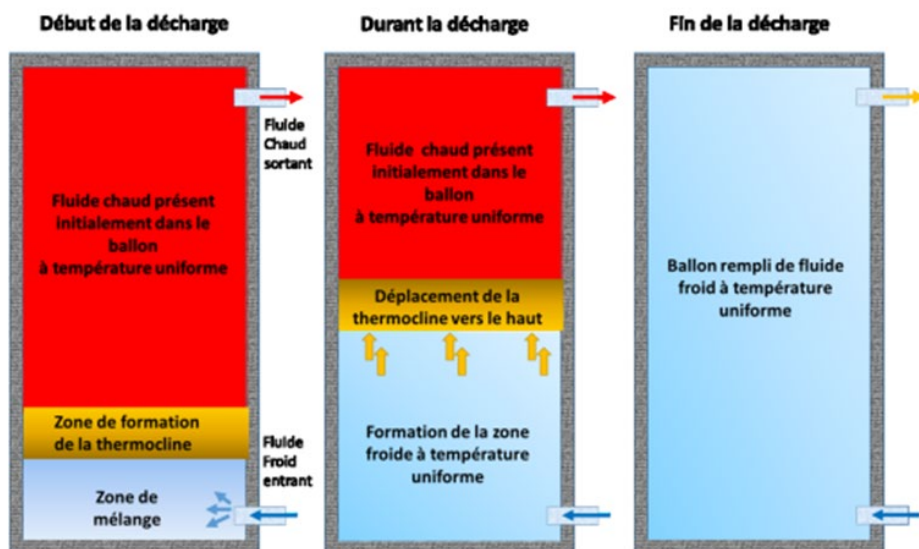 Début de la décharge
Durant la décharge
Fin de la décharge
Fluide chaud présent
initialement dans le
ballon
à température uniforme
Zone de formation
de la thermocline
Zone de
mélange
Fluide
Chaud
sortant
Fluide
Froid
entrant
Fluide chaud présent
initialement dans le
ballon
à température uniforme
Déplacement de la
thermocline vers le haut
Formation de la zone
froide à température
uniforme
Ballon rempli de fluide
froid à température
uniforme